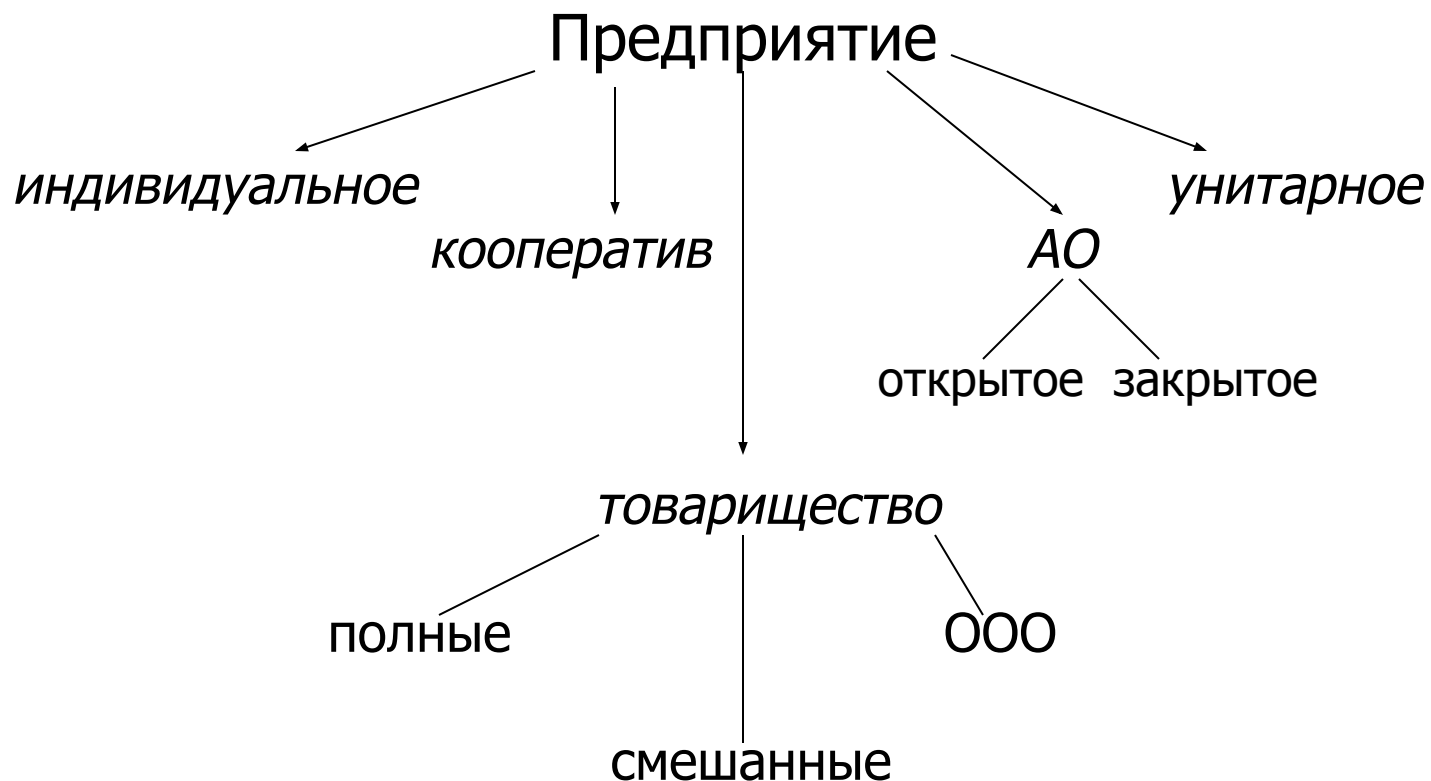 Предприятие
индивидуальное
унитарное
кооператив
АО
открытое закрытое
товарищество
полные
ООО
смешанные